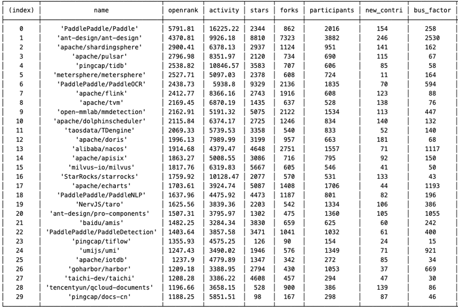 (index) name openrank activity stars forks participants new_contri bus_factor
0 'PaddlePaddle/Paddle' 5791.81 16225.22 2344 862 2016 154 258
1 'ant-design/ant-design' 4370.81 9926.18 8810 7323 3882 246 2530
2 'apache/shardingsphere' 2900.41 6378.13 2937 1124 951 141 162
3 'apache/pulsar' 2796.98 8351.97 2120 734 690 115 67
4 'pingcap/tidb' 2538.82 10846.57 3583 707 606 85 58
5 'metersphere/metersphere' 2527.71 5097.03 2378 608 724 11 164
6 'PaddlePaddle/PaddleOCR' 2438.73 5938.8 9329 2136 1835 70 594
7 'apache/flink' 2412.77 8366.16 2743 1916 608 123 88
8 'apache/tvm' 2169.45 6870.19 1435 637 528 138 76
9 'open-mmlab/mmdetection' 2162.91 5191.32 5075 2122 1534 113 447
10 'apache/dolphinscheduler' 2115.84 6374.17 2725 1246 834 140 132
11 'taosdata/TDengine' 2069.33 5739.53 3358 540 833 52 140
12 'apache/doris' 1996.13 7989.99 3199 957 663 181 68
13 'alibaba/nacos' 1914.68 4379.47 4648 2751 1557 71 1117
14 'apache/apisix' 1863.27 5008.55 3086 716 795 92 150
15 'milvus-io/milvus' 1817.76 6319.83 5667 605 546 41 50
16 'StarRocks/starrocks' 1759.92 10128.47 2077 570 531 133 43
17 'apache/echarts' 1703.61 3924.74 5087 1408 1706 44 1193
18 'PaddlePaddle/PaddleNLP' 1637.96 4475.92 4473 1187 801 82 196
19 'NervJS/taro' 1625.56 3839.36 2203 542 1334 106 386
20 'ant-design/pro-components' 1507.31 3795.97 1302 475 1360 105 1055
21 'baidu/amis' 1482.25 3284.34 3830 659 625 60 242
22 'PaddlePaddle/PaddleDetection' 1403.64 3857.58 3471 1041 1032 61 400
23 'pingcap/tiflow' 1355.93 4575.25 126 90 154 24 15
24 'umijs/umi' 1247.43 3490.02 1946 576 1349 71 921
25 'apache/iotdb' 1237.9 4779.89 1347 342 272 85 34
26 'goharbor/harbor' 1209.18 3388.95 2794 430 1053 37 669
27 'taichi-dev/taichi' 1208.28 3386.22 4608 457 294 47 30
28 'tencentyun/qcloud-documents' 1196.66 3658.15 528 900 386 139 86
29 'pingcap/docs-cn' 1188.25 5851.51 98 167 298 87 46